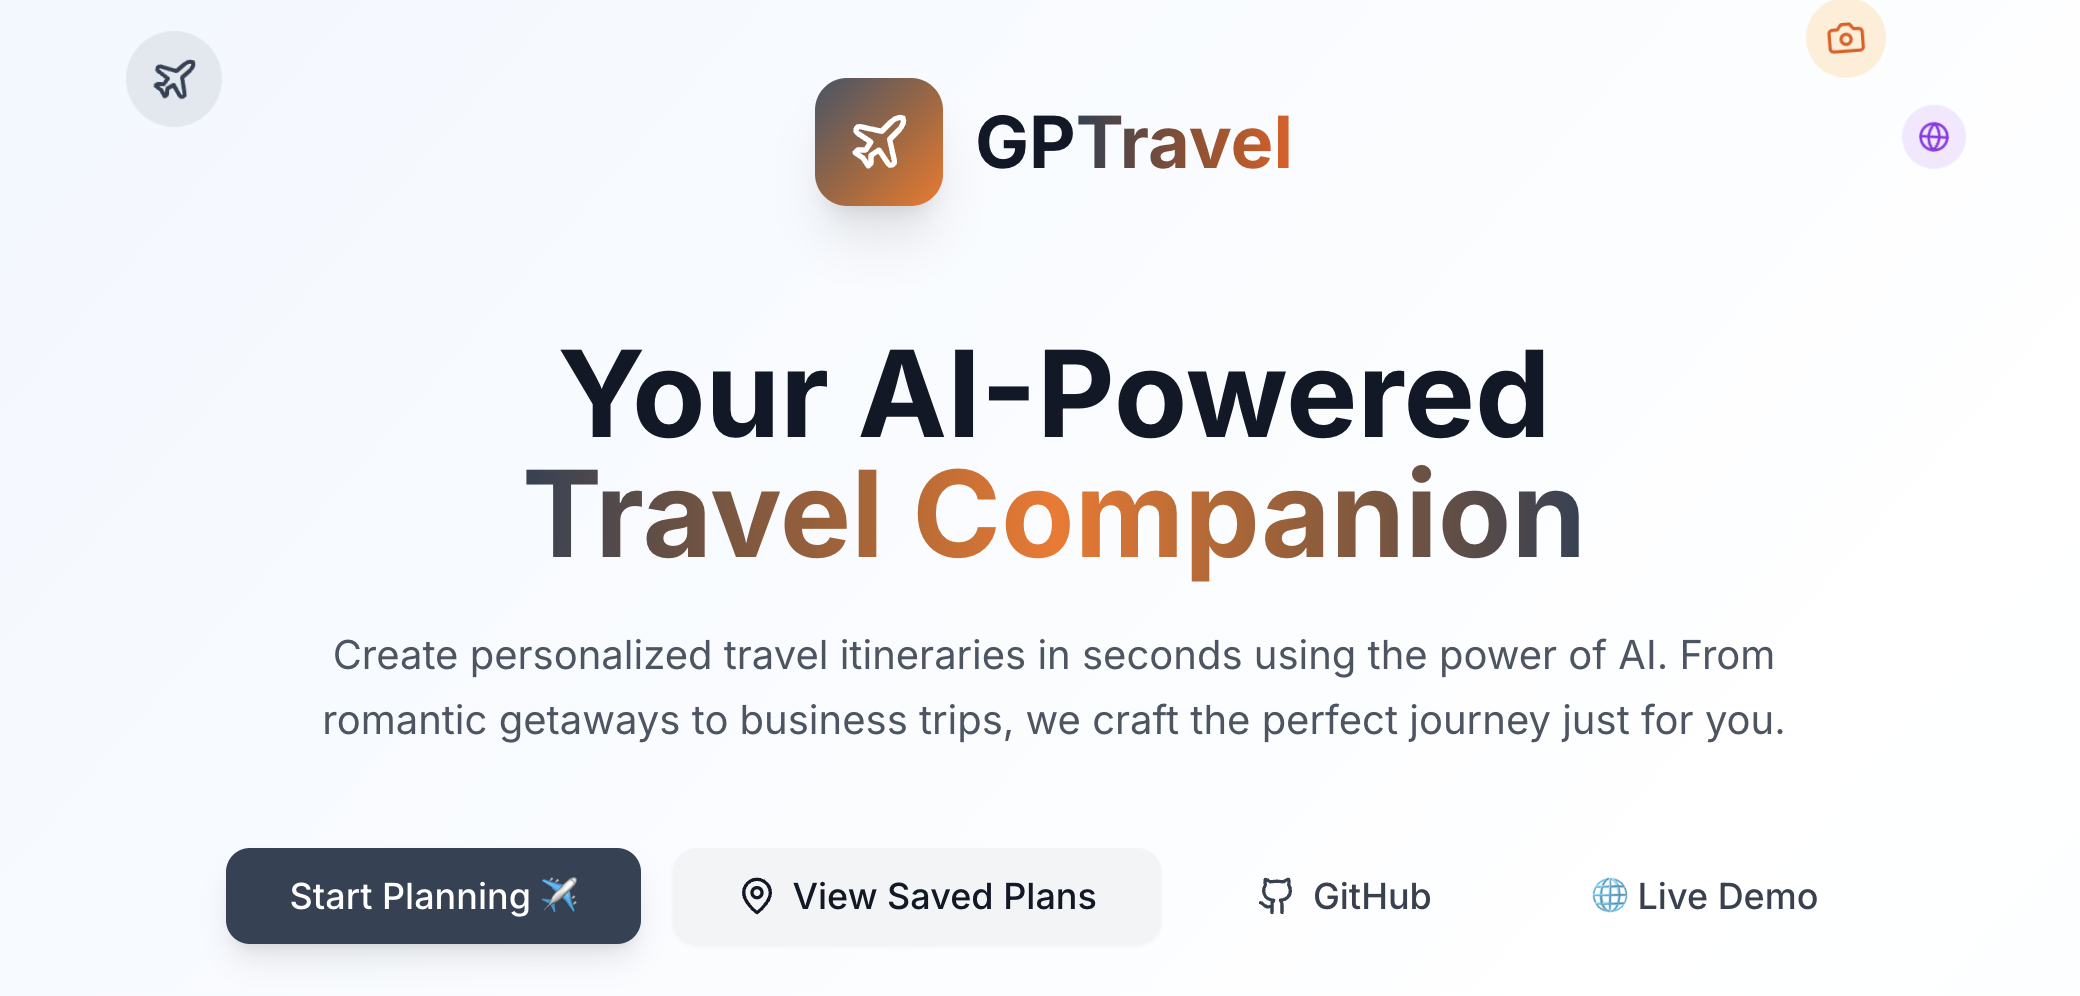 GPTravel
Your AI-Powered
Travel Companion
Create personalized travel itineraries in seconds using the power of AI. From
romantic getaways to business trips, we craft the perfect journey just for you.
Start Planning ✈️
View Saved Plans
GitHub
🌐 Live Demo